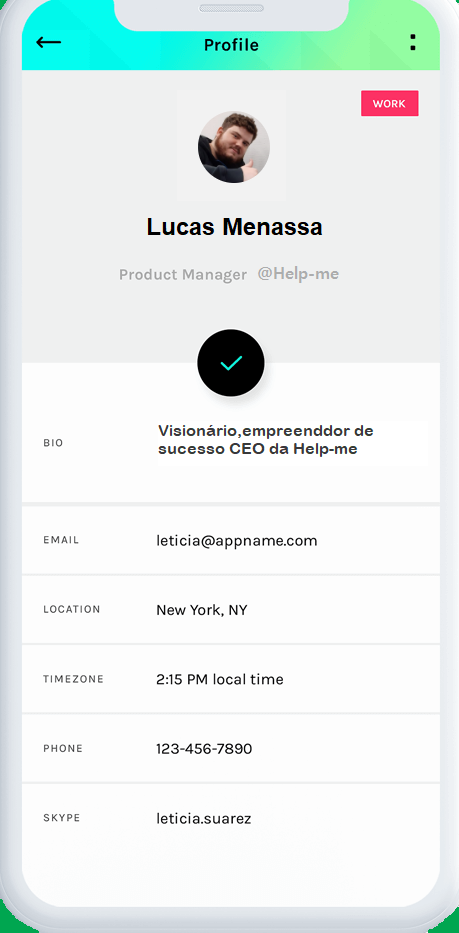 Profile
WORK
Lucas Menassa
Product Manager @Help-me
BIO
Visionário,empreenddor de
sucesso CEO da Help-me
EMAIL leticia@appname.com
LOCATION New York, NY
TIMEZONE 2:15 PM local time
PHONE 123-456-7890
SKYPE leticia.suarez